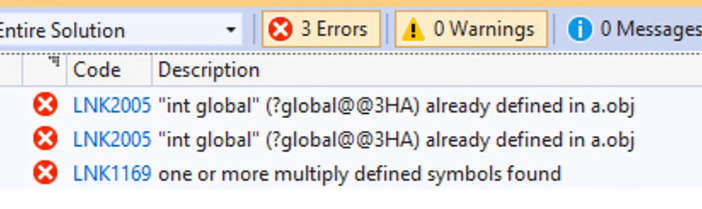 Entire Solution 3 Errors 0 Warnings 0 Messages
Code Description
LNK2005 "int global" (?global@@3HA) already defined in a.obj
LNK2005 "int global" (?global@@3HA) already defined in a.obj
LNK1169 one or more multiply defined symbols found